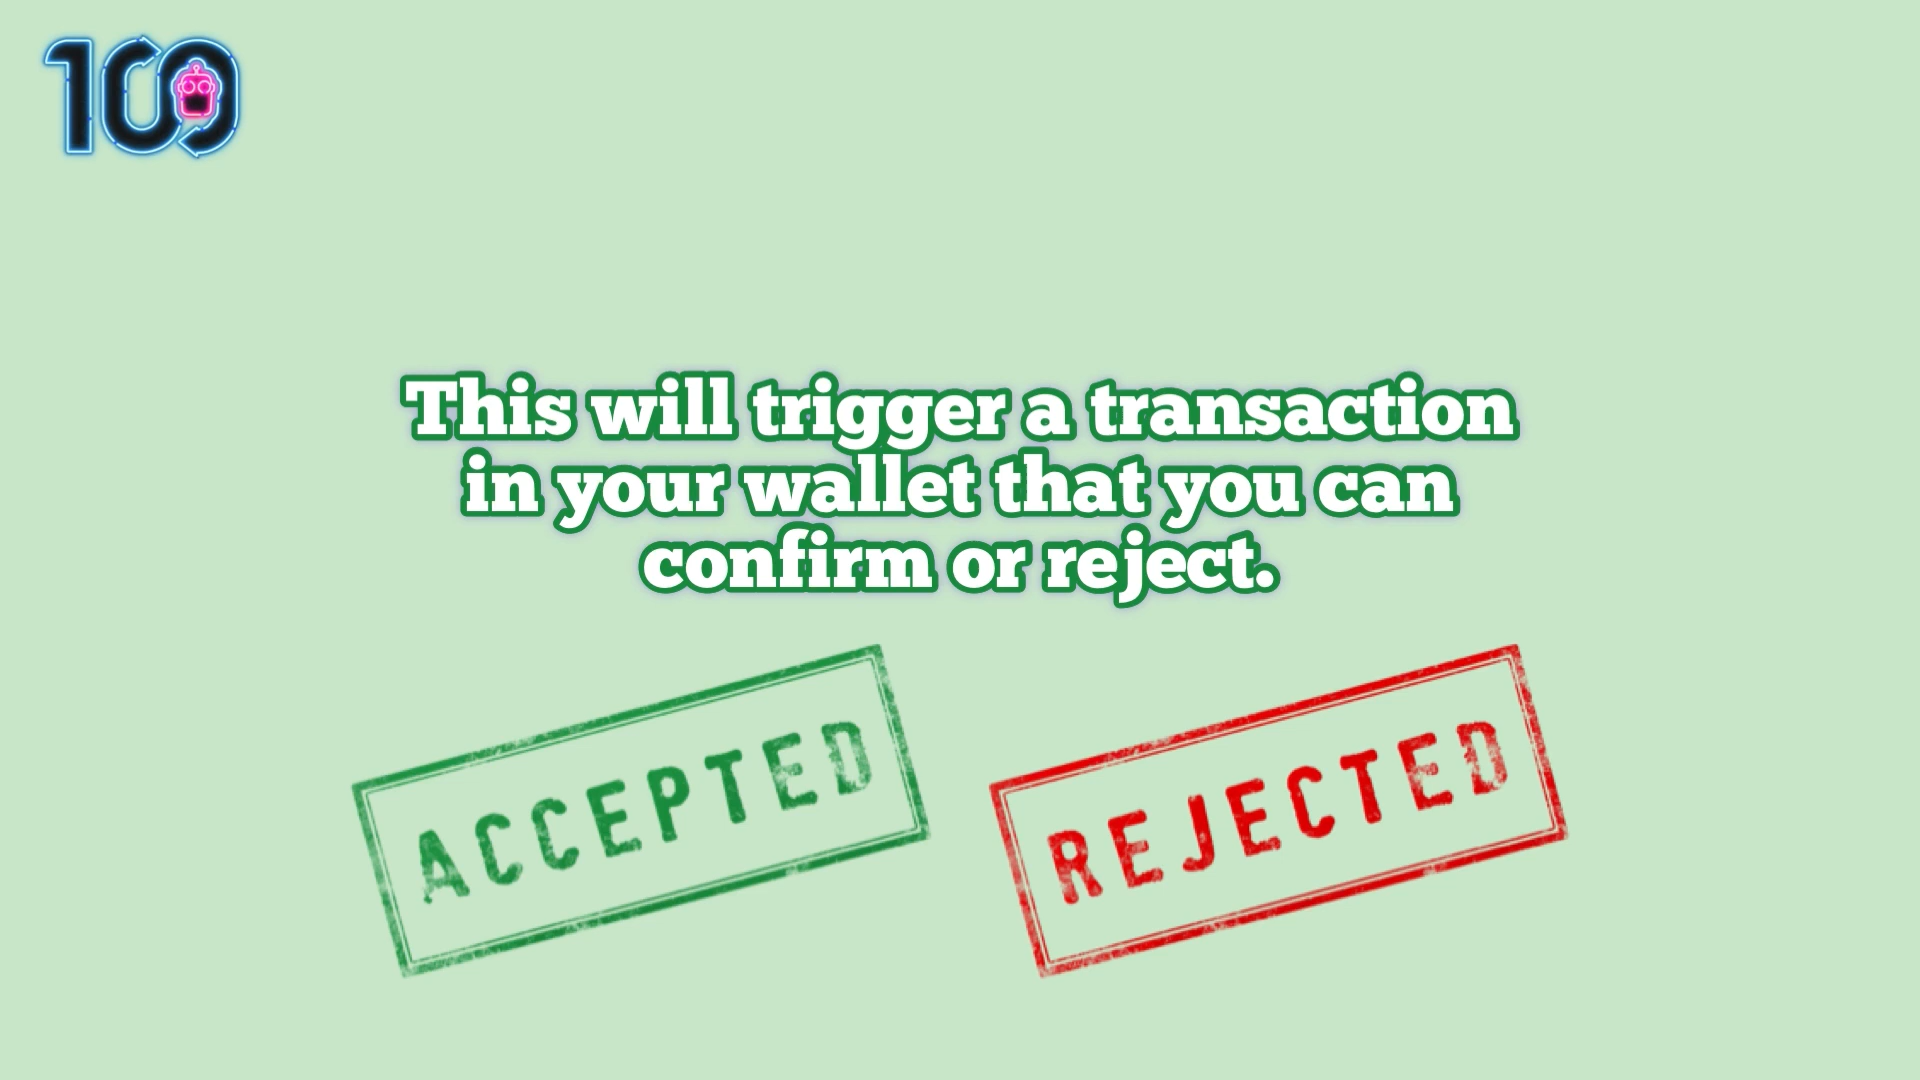 100
This will trigger a transaction
in your wallet that you can
confirm or reject.
ACCEPTED
REJECTED